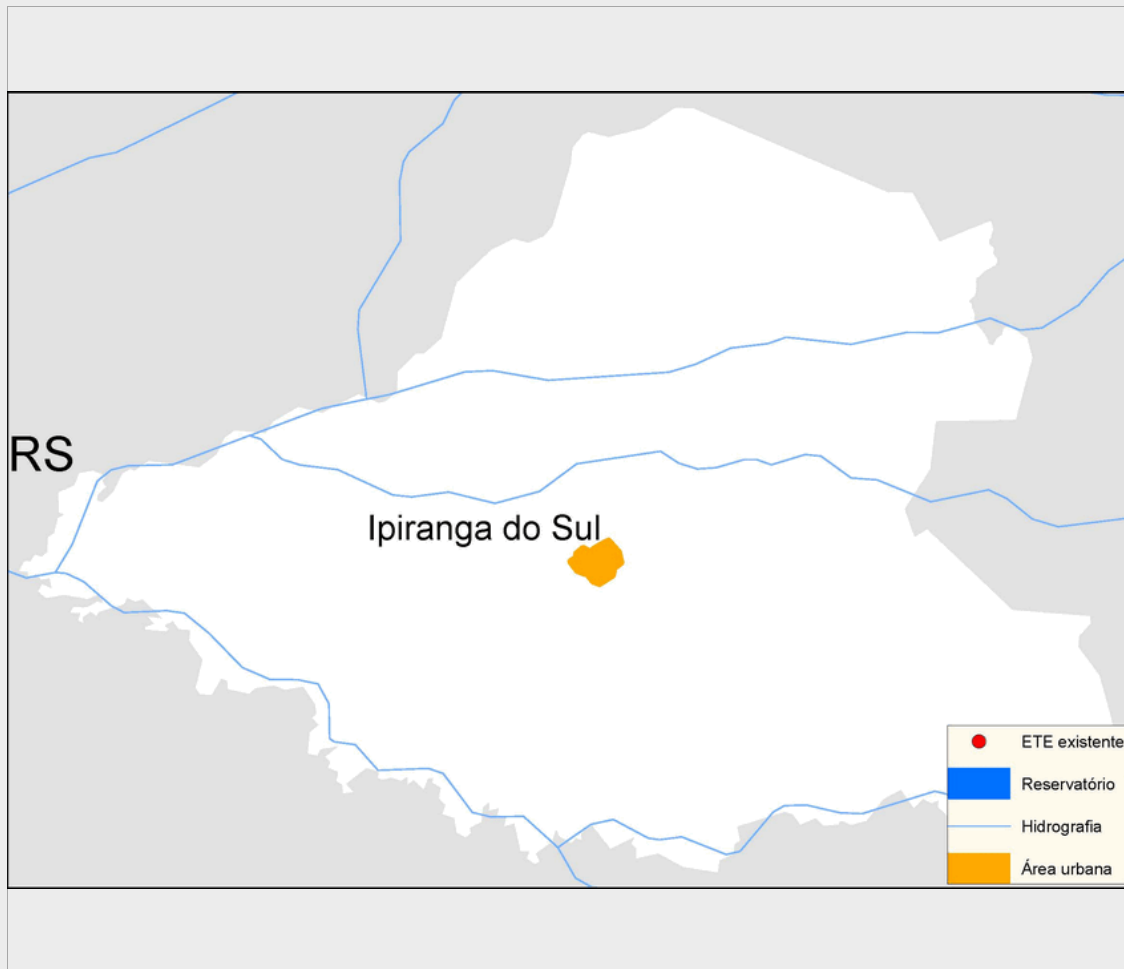 RS
Ipiranga do Sul
ETE existente
Reservatório
Hidrografia
Área urbana